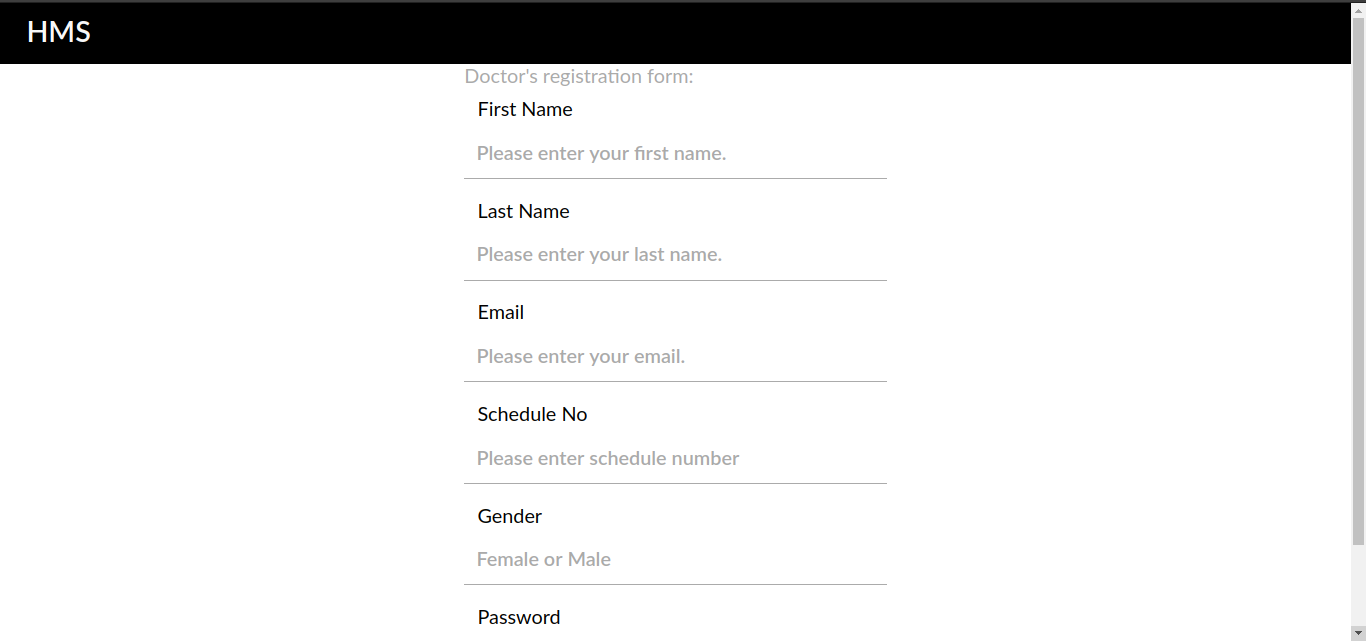 HMS
Doctor's registration form:
First Name
Please enter your first name.
Last Name
Please enter your last name.
Email
Please enter your email.
Schedule No
Please enter schedule number
Gender
Female or Male
Password